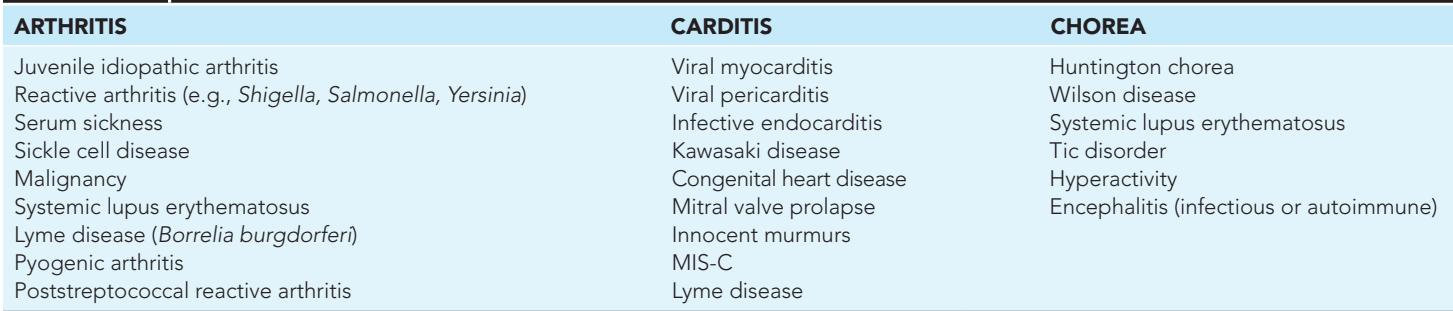 ARTHRITIS CARDITIS CHOREA
Juvenile idiopathic arthritis Viral myocarditis Huntington chorea
Reactive arthritis (e.g., Shigella, Salmonella, Yersinia) Viral pericarditis Wilson disease
Serum sickness Infective endocarditis Systemic lupus erythematosus
Sickle cell disease Kawasaki disease Tic disorder
Malignancy Congenital heart disease Hyperactivity
Systemic lupus erythematosus Mitral valve prolapse Encephalitis (infectious or autoimmune)
Lyme disease (Borrelia burgdorferi) Innocent murmurs
Pyogenic arthritis MIS-C
Poststreptococcal reactive arthritis Lyme disease